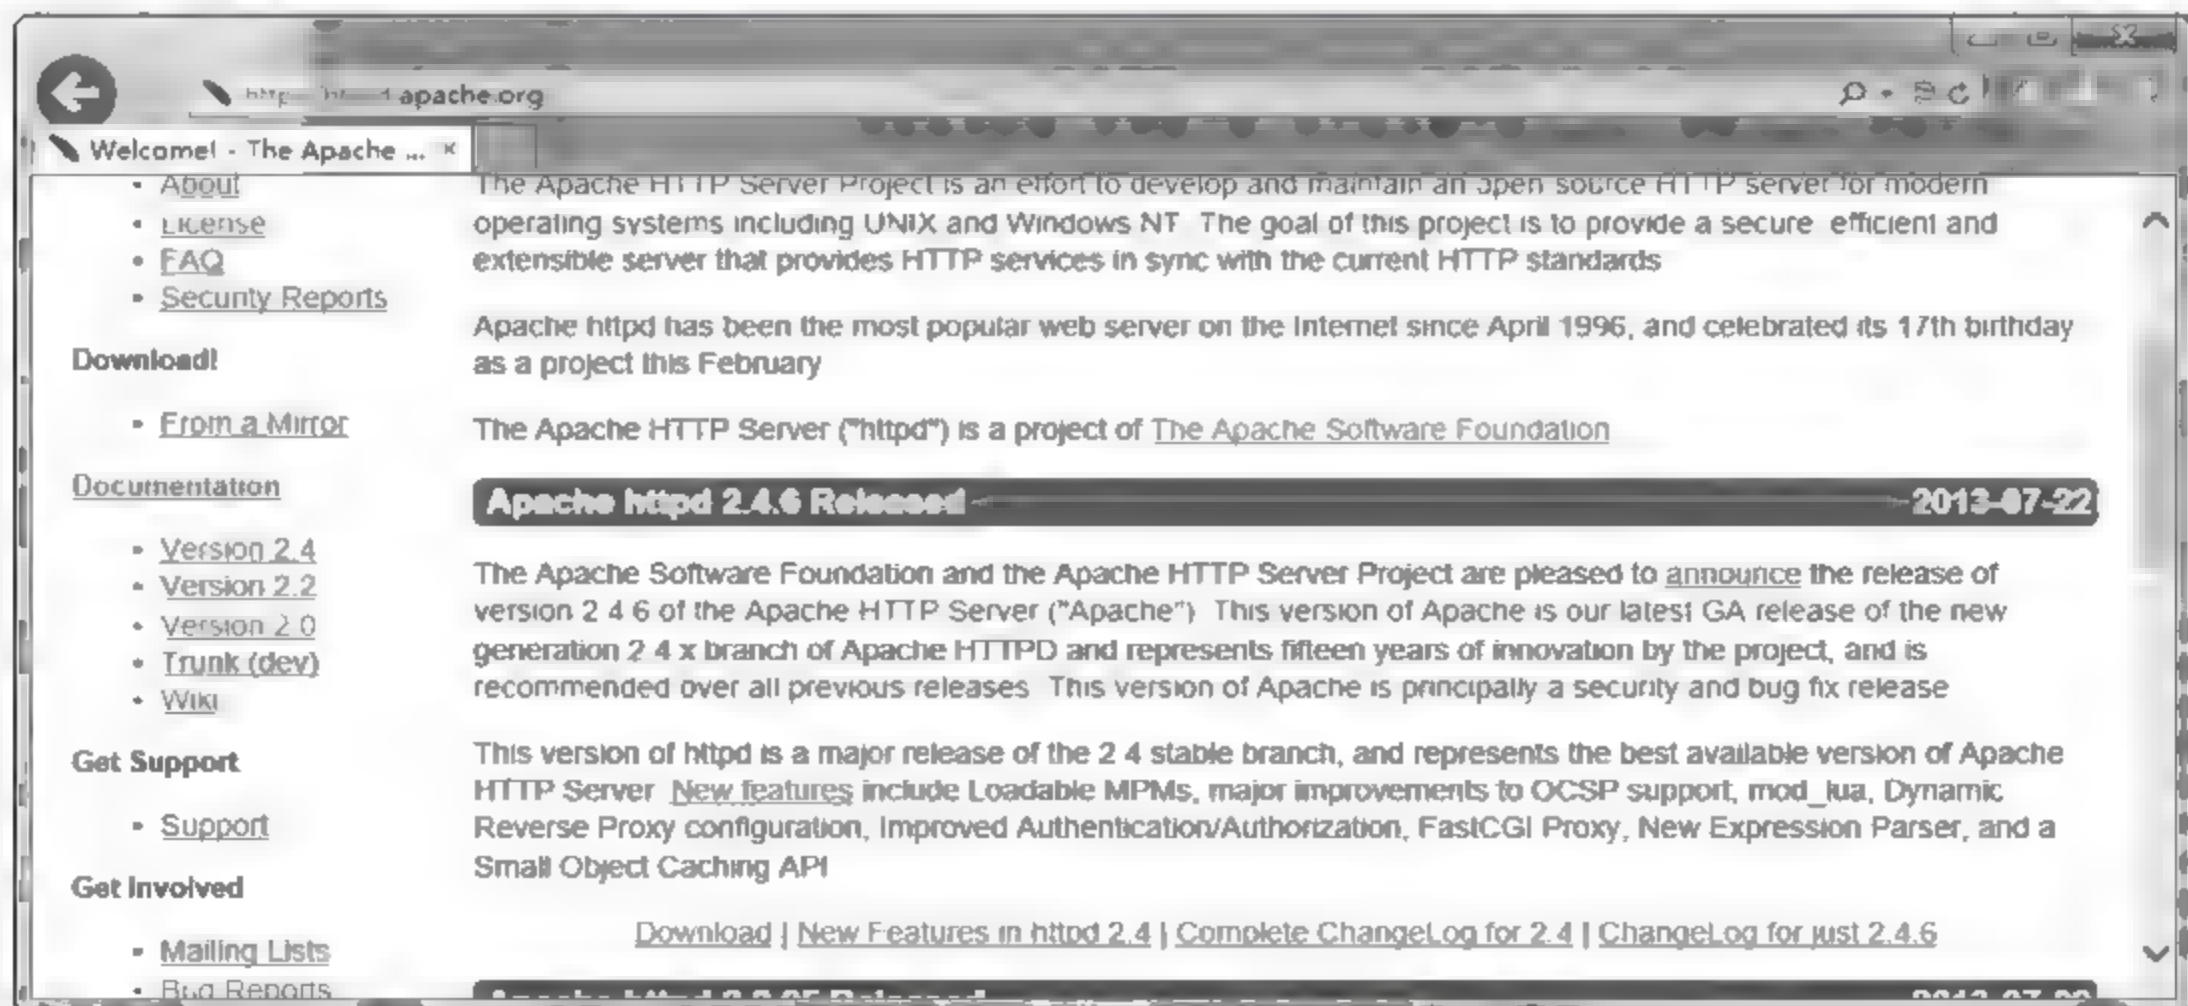 apache.org
Welcome! - The Apache ...
About
License
FAQ
Security Reports
Download!
From a Mirror
Documentation
Version 2.4
Version 2.2
Version 2.0
Trunk (dev)
Wiki
Get Support
Support
Get Involved
Mailing Lists
Bug Reports
The Apache HTTP Server Project is an effort to develop and maintain an open source HTTP server for modern
operating systems including UNIX and Windows NT. The goal of this project is to provide a secure, efficient and
extensible server that provides HTTP services in sync with the current HTTP standards.
Apache httpd has been the most popular web server on the Internet since April 1996, and celebrated its 17th birthday
as a project this February.
The Apache HTTP Server ("httpd") is a project of The Apache Software Foundation.
Apache httpd 2.4.6 Released 2013-07-22
The Apache Software Foundation and the Apache HTTP Server Project are pleased to announce the release of
version 2.4.6 of the Apache HTTP Server ("Apache"). This version of Apache is our latest GA release of the new
generation 2.4.x branch of Apache HTTPD and represents fifteen years of innovation by the project, and is
recommended over all previous releases. This version of Apache is principally a security and bug fix release.
This version of httpd is a major release of the 2.4 stable branch, and represents the best available version of Apache
HTTP Server. New features include Loadable MPMs, major improvements to OCSP support, mod_lua, Dynamic
Reverse Proxy configuration, Improved Authentication/Authorization, FastCGI Proxy, New Expression Parser, and a
Small Object Caching API.
Download | New Features in httpd 2.4 | Complete ChangeLog for 2.4 | ChangeLog for just 2.4.6